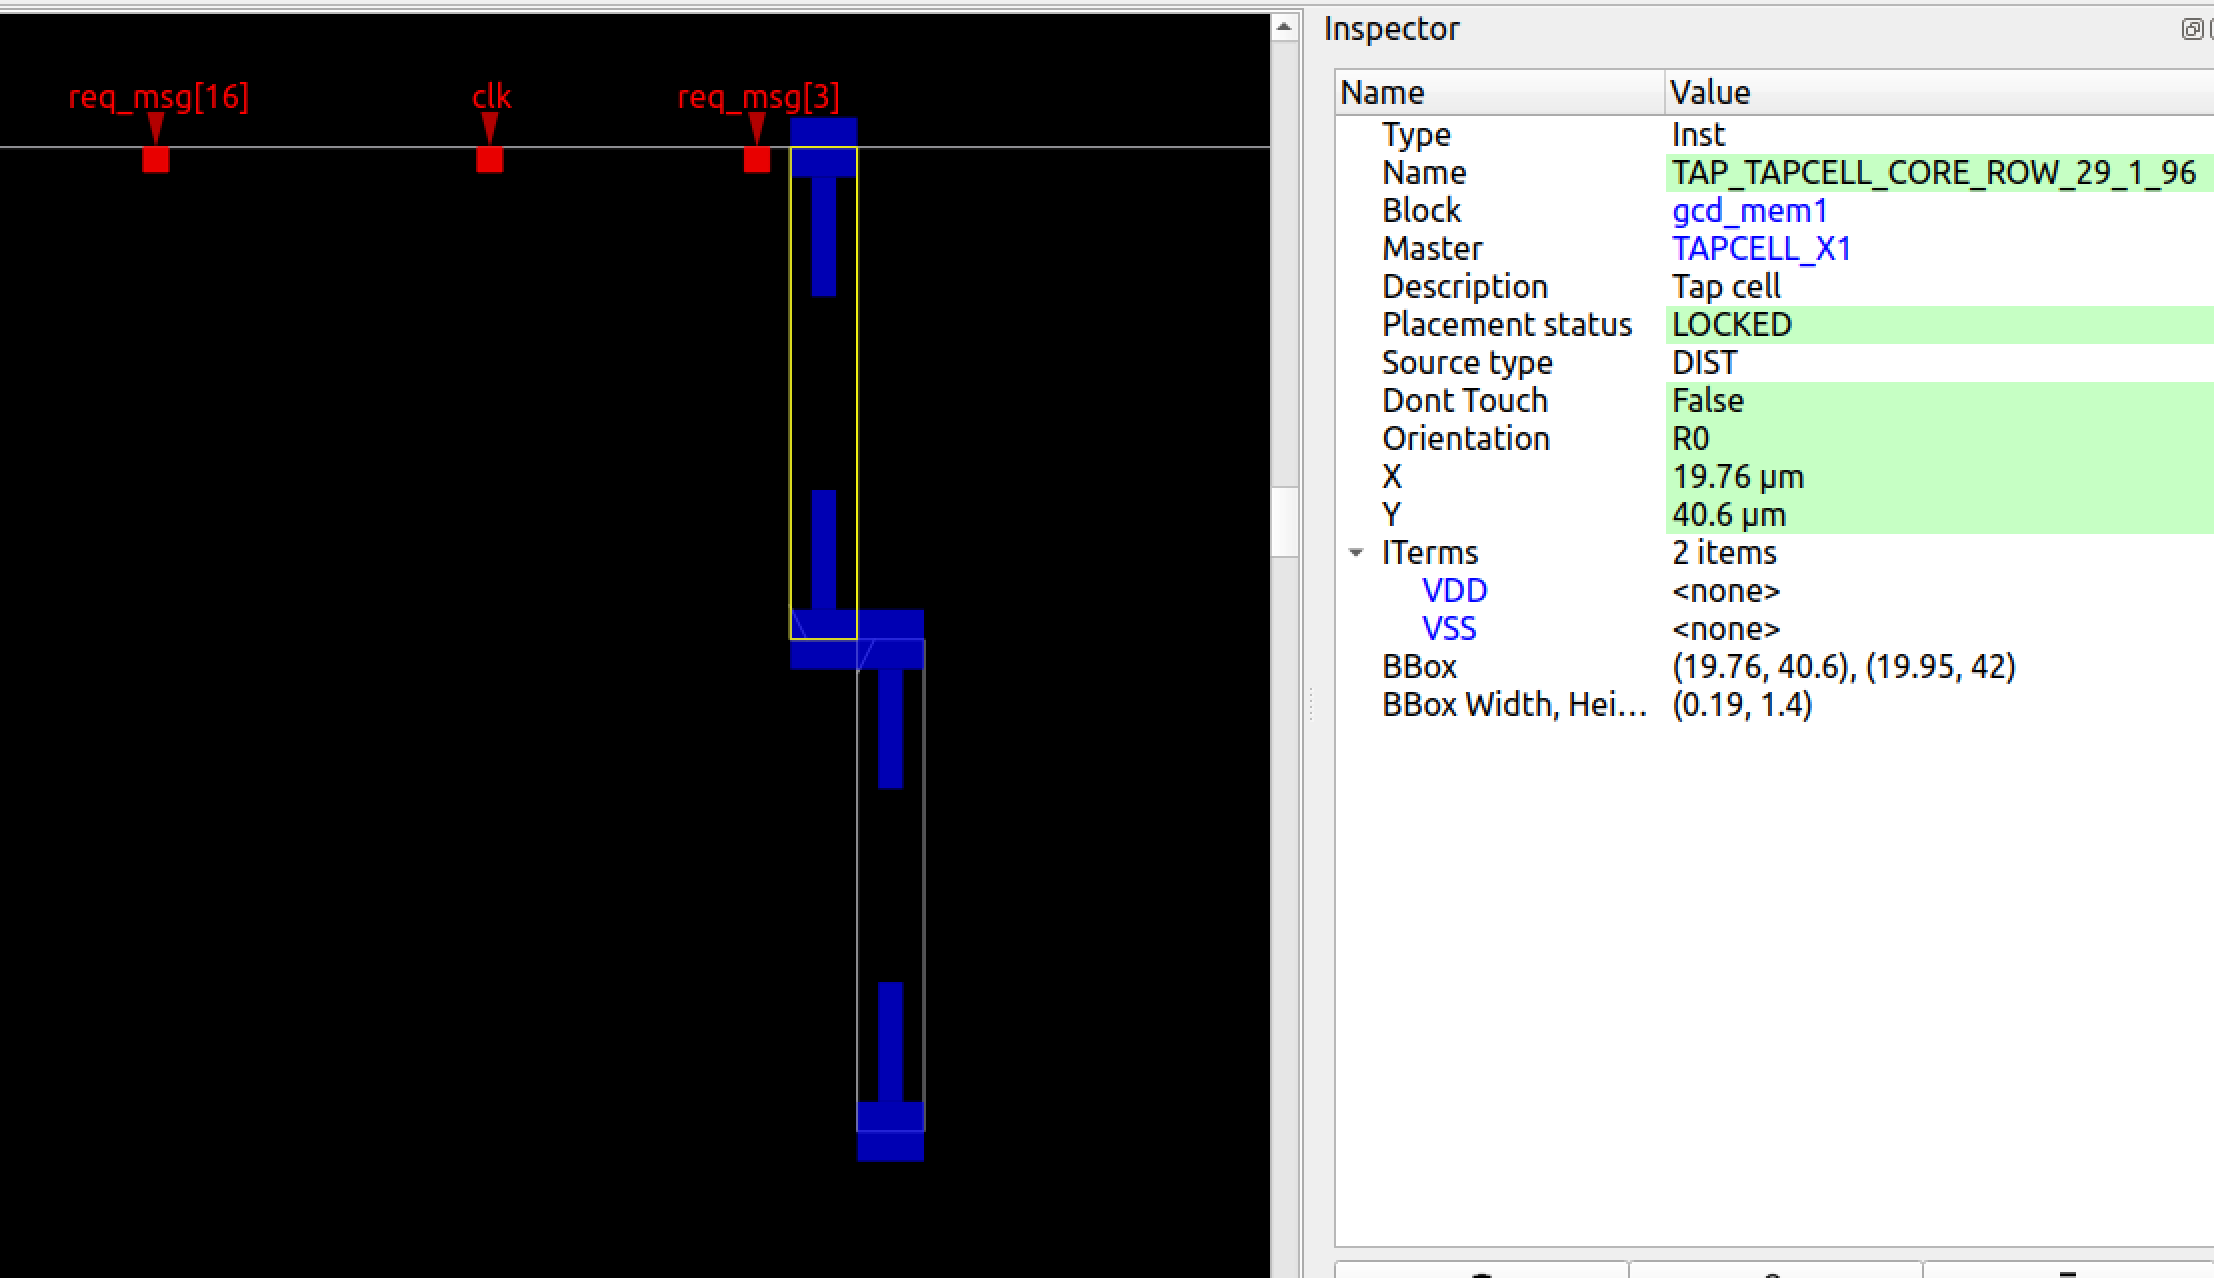 Inspector
req_msg[16] clk req_msg[3]
Name Value
Type Inst
Name TAP_TAPCELL_CORE_ROW_29_1_96
Block gcd_mem1
Master TAPCELL_X1
Description Tap cell
Placement status LOCKED
Source type DIST
Dont Touch False
Orientation R0
X 19.76 µm
Y 40.6 µm
ITerms 2 items
VDD <none>
VSS <none>
BBox (19.76, 40.6), (19.95, 42)
BBox Width, Hei... (0.19, 1.4)